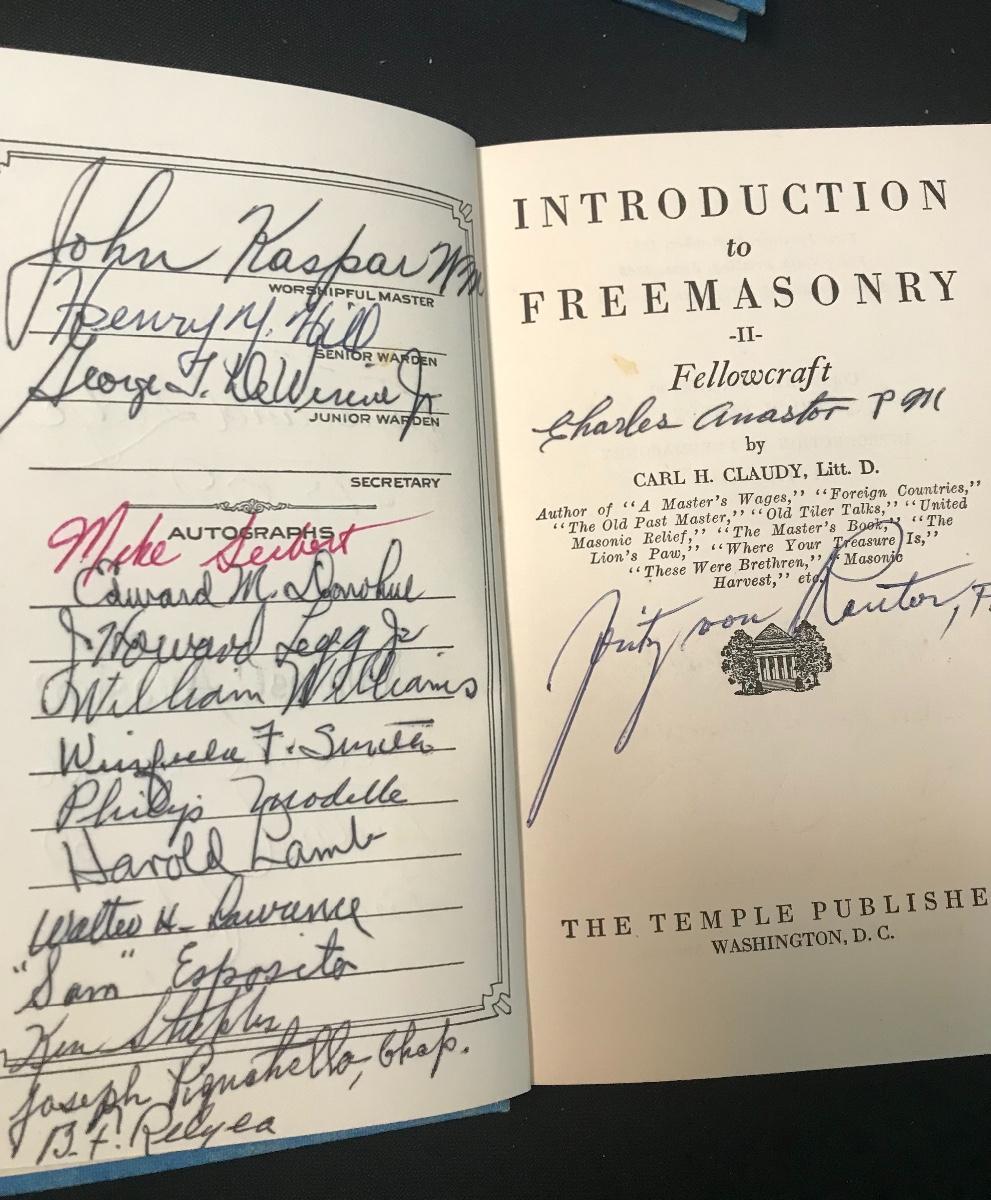 John Kaspar WM
WORSHIPFUL MASTER
Henry M. Hill
SENIOR WARDEN
George T. Jr
JUNIOR WARDEN
SECRETARY
AUTOGRAPHS
Mike Seibert
Edward M. Donohue
J. Howard Legg Jr
William Williams
F. Smith
Philip
Harold Lamb
Walter H. Lawrence
"Sam" Esposito
Ken
Joseph Pignatello, Chap.
B. F. Relyea
INTRODUCTION
to
FREEMASONRY
-II-
Fellowcraft
Charles Anastor P M
by
CARL H. CLAUDY, Litt. D.
Author of "A Master's Wages," "Foreign Countries,"
"The Old Past Master," "Old Tiler Talks," "United
Masonic Relief," "The Master's Book," "The
Lion's Paw," "Where Your Treasure Is,"
"These Were Brethren," "Masonic
Harvest," etc.
Fritz von
THE TEMPLE PUBLISHE
WASHINGTON, D. C.